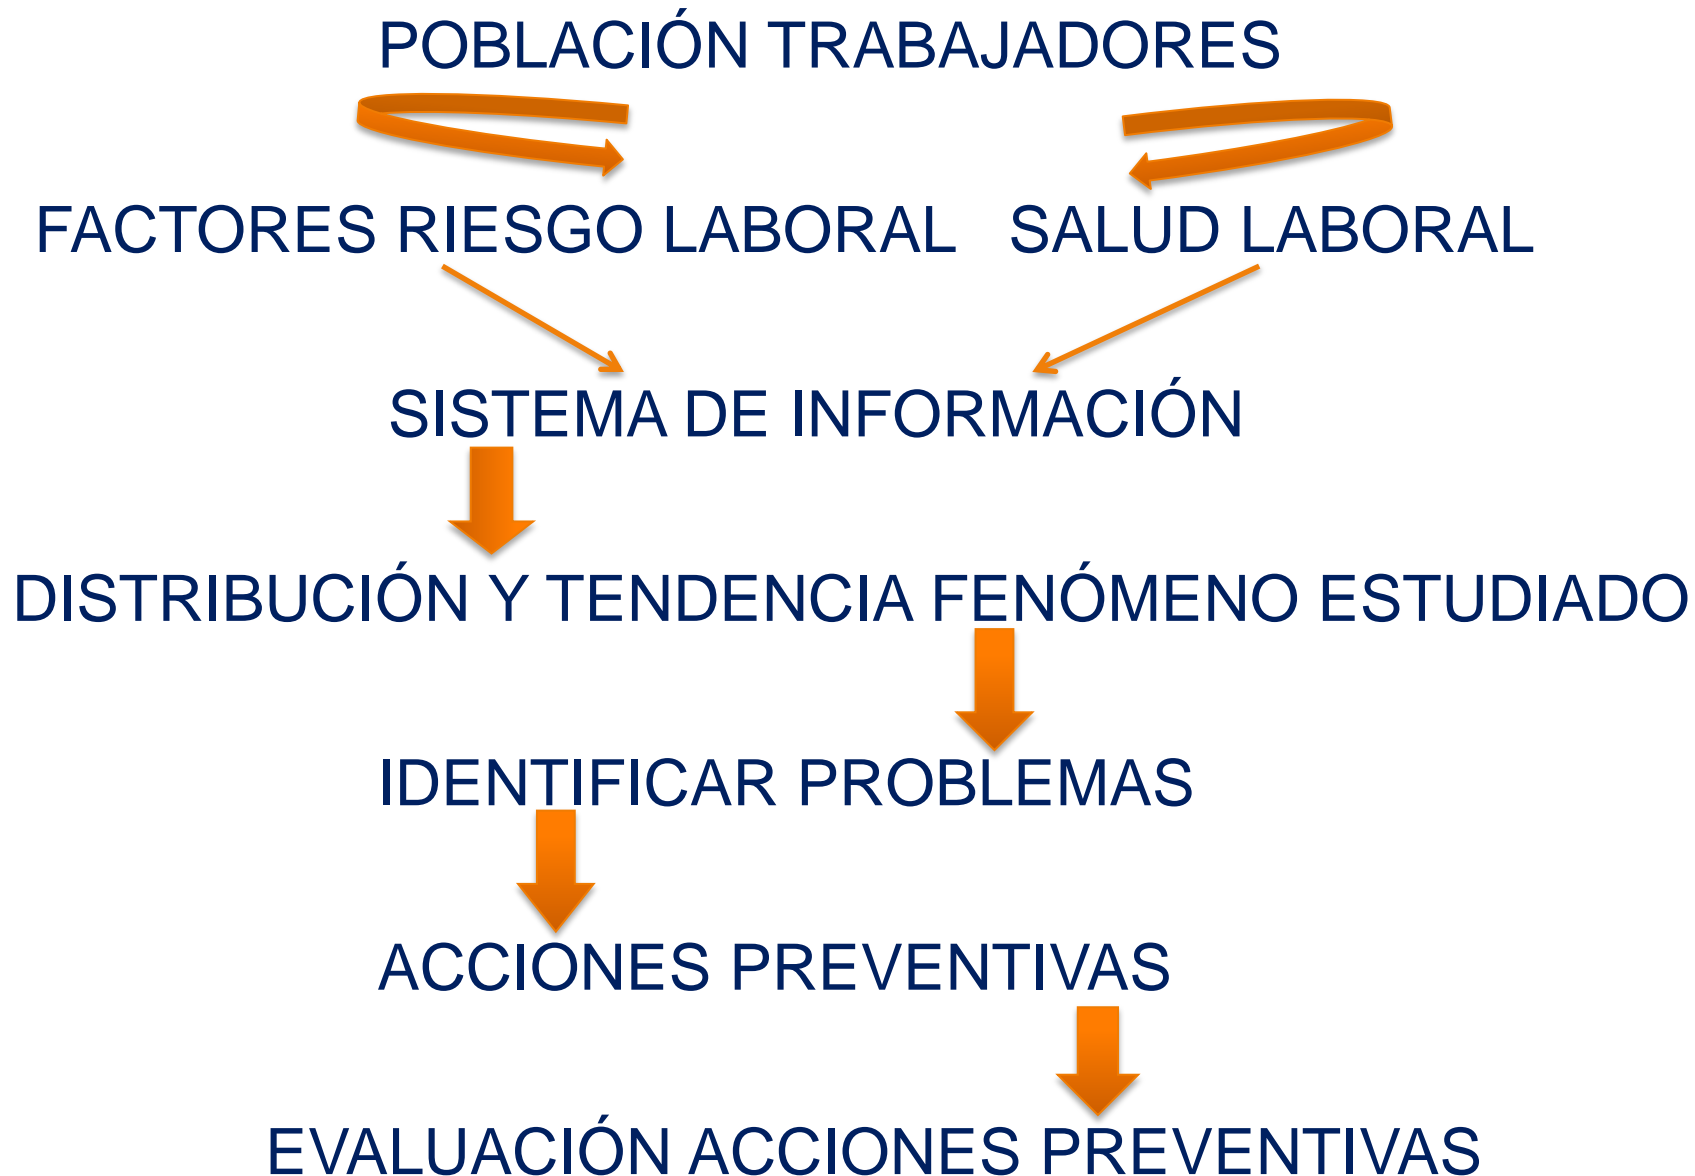 POBLACIÓN TRABAJADORES
FACTORES RIESGO LABORAL SALUD LABORAL
SISTEMA DE INFORMACIÓN
DISTRIBUCIÓN Y TENDENCIA FENÓMENO ESTUDIADO
IDENTIFICAR PROBLEMAS
ACCIONES PREVENTIVAS
EVALUACIÓN ACCIONES PREVENTIVAS